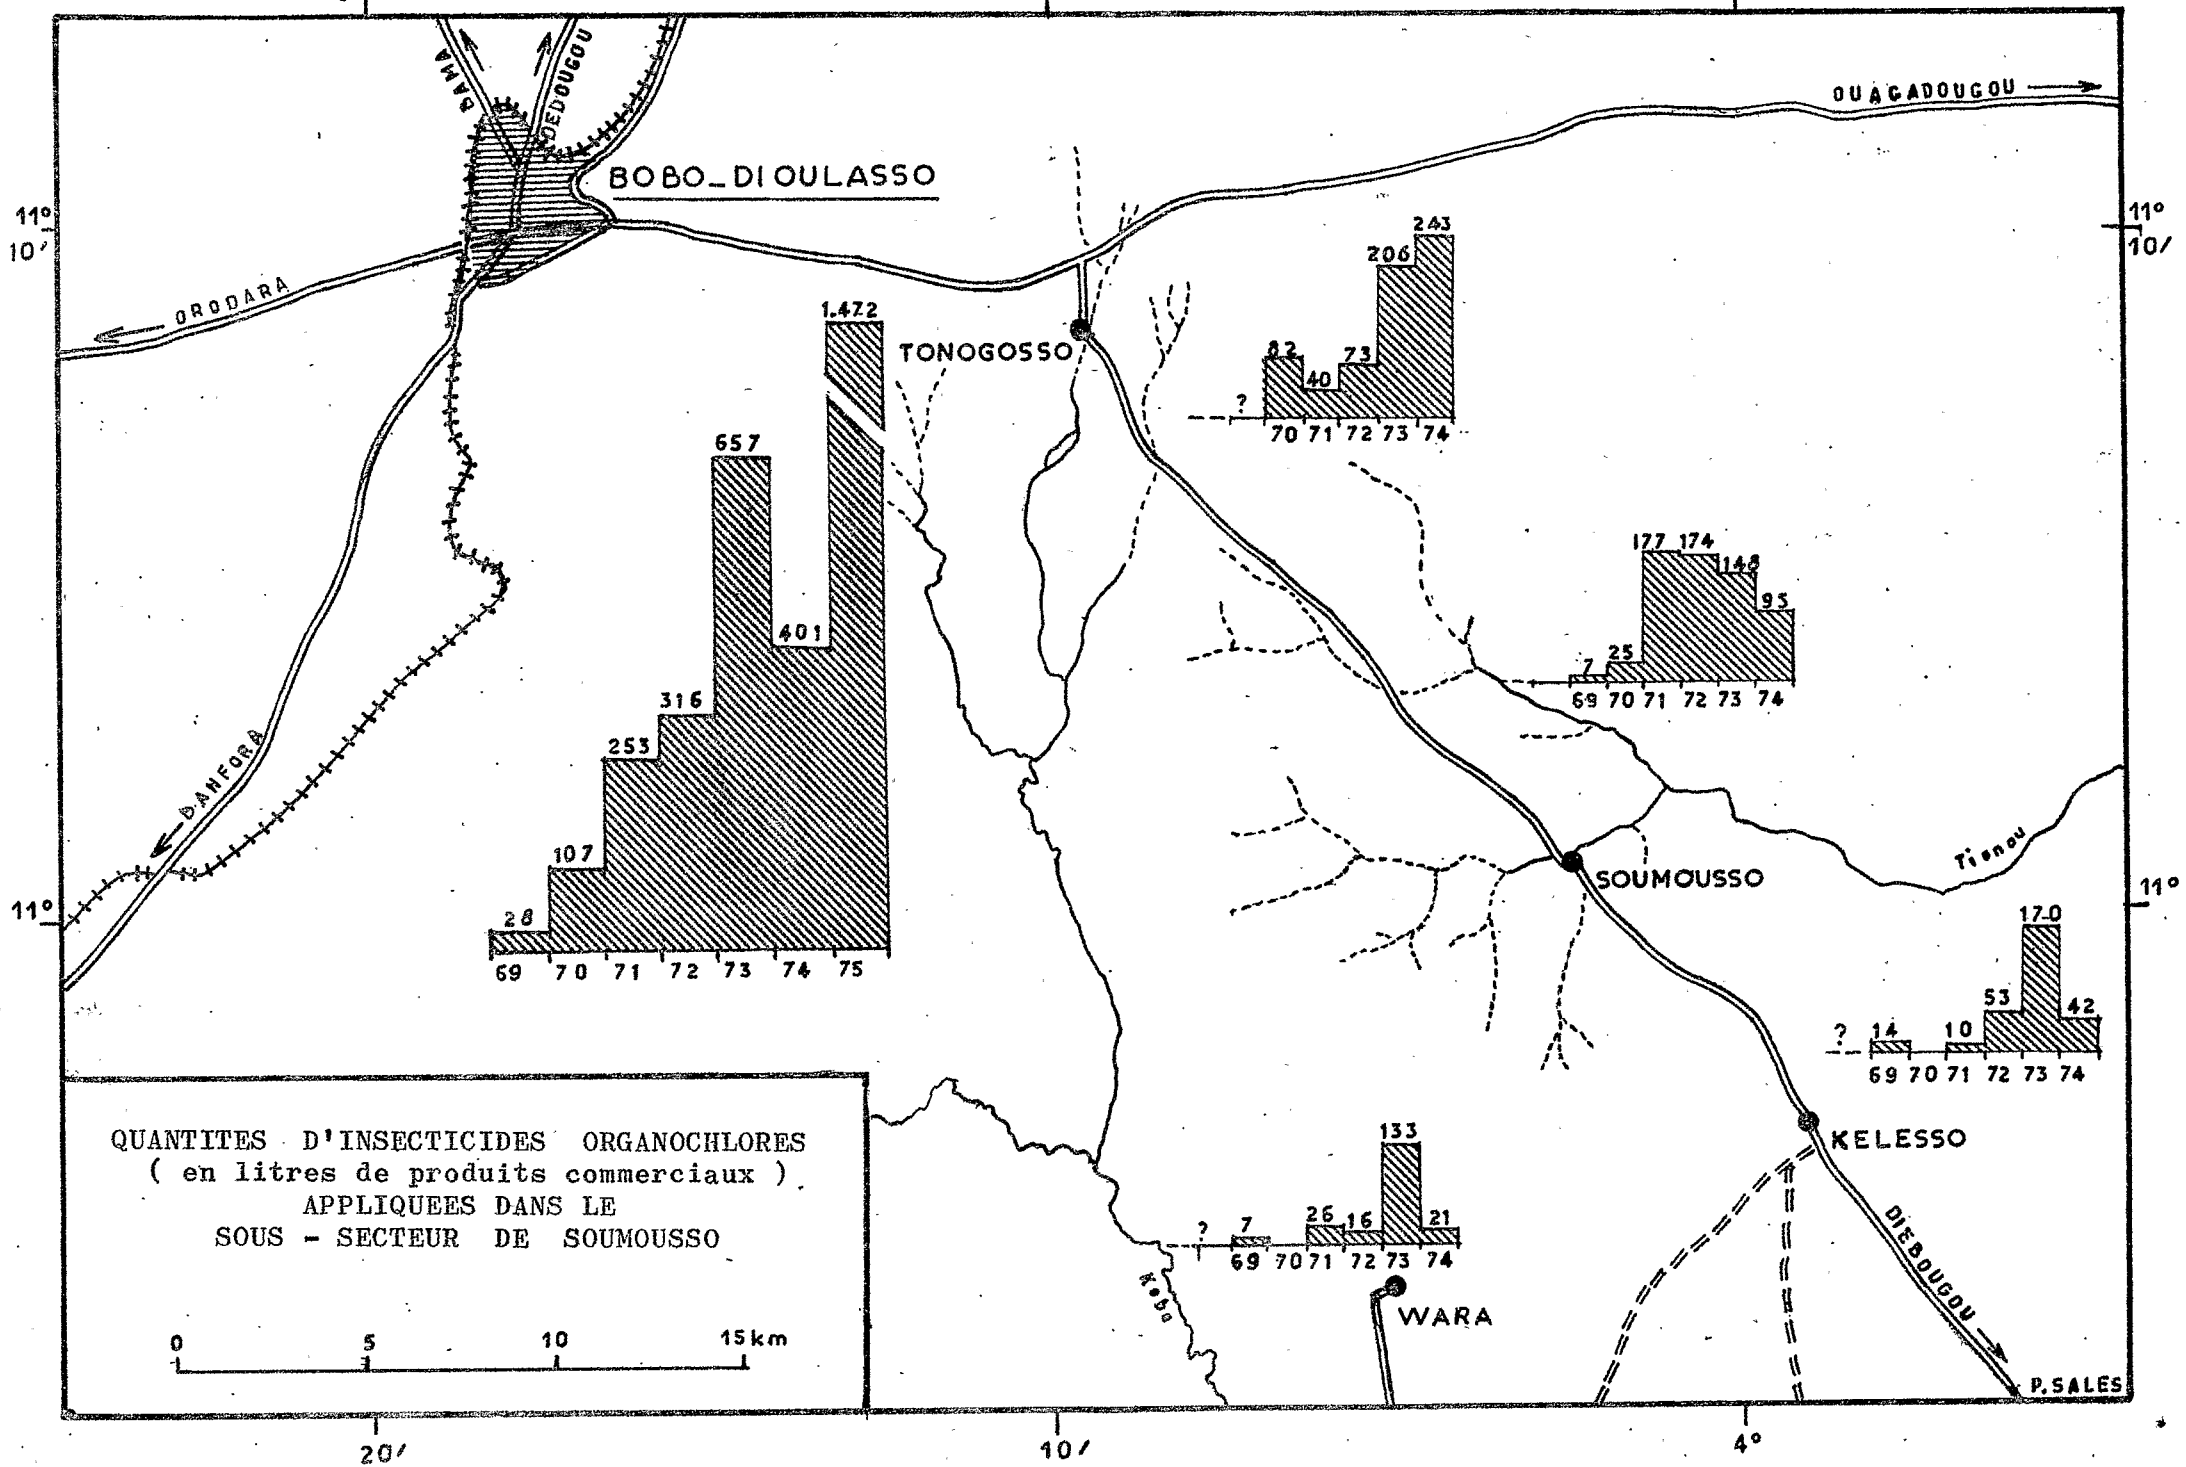 BAMA
DEDOUGOU
OUAGADOUGOU
BOBO_DIOULASSO
11°
10'
11°
10'
ORODARA
TONOGOSSO
243
206
82
73
40
?
70 71 72 73 74
1.472
657
401
316
253
107
28
69 70 71 72 73 74 75
177 174
148
95
25
7
69 70 71 72 73 74
BANFORA
Tienou
SOUMOUSSO
11°
11°
170
53
42
14
10
?
69 70 71 72 73 74
KELESSO
133
26
16
21
7
?
69 70 71 72 73 74
WARA
Keba
DIEBOUGOU
QUANTITES D'INSECTICIDES ORGANOCHLORES
( en litres de produits commerciaux )
APPLIQUEES DANS LE
SOUS - SECTEUR DE SOUMOUSSO
0 5 10 15km
P.SALES
20' 10' 4°